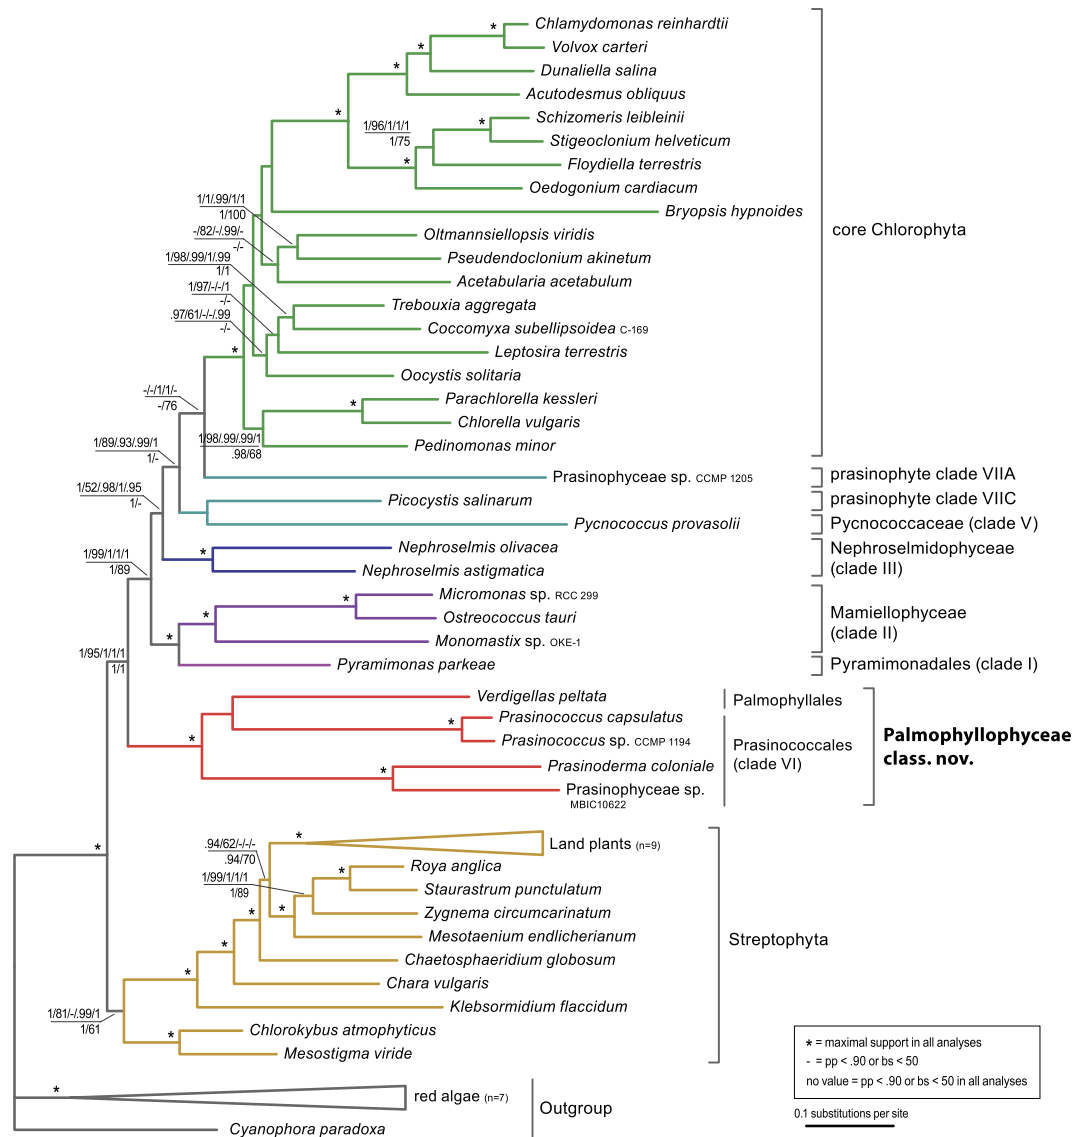 * Chlamydomonas reinhardtii
* Volvox carteri
* Dunaliella salina
Acutodesmus obliquus
* Schizomeris leibleinii
1/96/1/1/1
1/75
Stigeoclonium helveticum
* Floydiella terrestris
Oedogonium cardiacum
1/1/.99/1/1
1/100
Bryopsis hypnoides
core Chlorophyta
-/82/-/.99/-
-/-
Oltmannsiellopsis viridis
Pseudendoclonium akinetum
1/98/.99/1/.99
1/1
Acetabularia acetabulum
1/97/-/-/1
-/-
Trebouxia aggregata
.97/61/-/-/.99
-/-
Coccomyxa subellipsoidea C-169
* Leptosira terrestris
Oocystis solitaria
-/-/1/1/-
-/76
* Parachlorella kessleri
Chlorella vulgaris
1/98/.99/.99/1
.98/68
Pedinomonas minor
1/89/.93/.99/1
1/-
Prasinophyceae sp. CCMP 1205
prasinophyte clade VIIA
1/52/.98/1/.95
1/-
Picocystis salinarum
prasinophyte clade VIIC
Pycnococcus provasolii
Pycnococcaceae (clade V)
* Nephroselmis olivacea
Nephroselmidophyceae
(clade III)
1/99/1/1/1
1/89
Nephroselmis astigmatica
* Micromonas sp. RCC 299
* Ostreococcus tauri
Mamiellophyceae
(clade II)
* Monomastix sp. OKE-1
1/95/1/1/1
1/1
Pyramimonas parkeae
Pyramimonadales (clade I)
Verdigellas peltata
Palmophyllales
* Prasinococcus capsulatus
* Prasinococcus sp. CCMP 1194
Prasinococcales
(clade VI)
Palmophyllophyceae
class. nov.
* Prasinoderma coloniale
Prasinophyceae sp.
MBIC10622
*
.94/62/-/-/-
.94/70
* Land plants (n=9)
* Roya anglica
1/99/1/1/1
1/89
Staurastrum punctulatum
* * Zygnema circumcarinatum
* Mesotaenium endlicherianum
Streptophyta
* Chaetosphaeridium globosum
Chara vulgaris
Klebsormidium flaccidum
1/81/-/.99/1
1/61
* Chlorokybus atmophyticus
Mesostigma viride
* red algae (n=7)
Outgroup
Cyanophora paradoxa
* = maximal support in all analyses
- = pp < .90 or bs < 50
no value = pp < .90 or bs < 50 in all analyses
0.1 substitutions per site